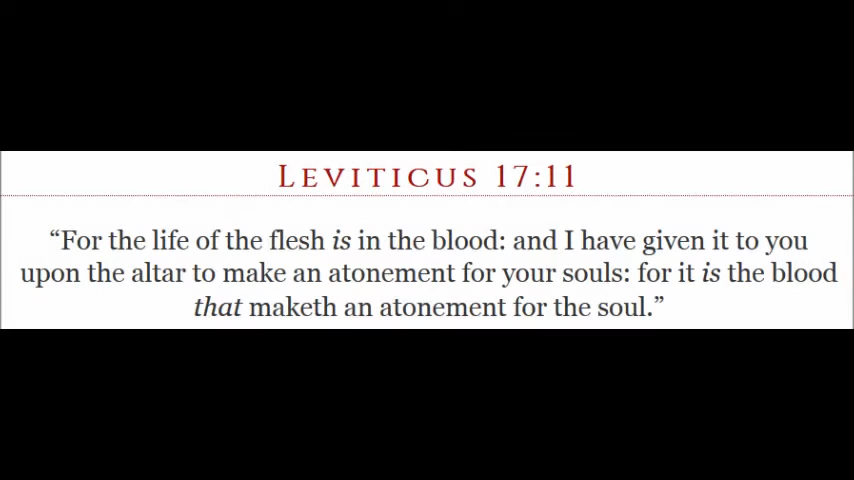 Leviticus 17:11
“For the life of the flesh is in the blood: and I have given it to you
upon the altar to make an atonement for your souls: for it is the blood
that maketh an atonement for the soul.”